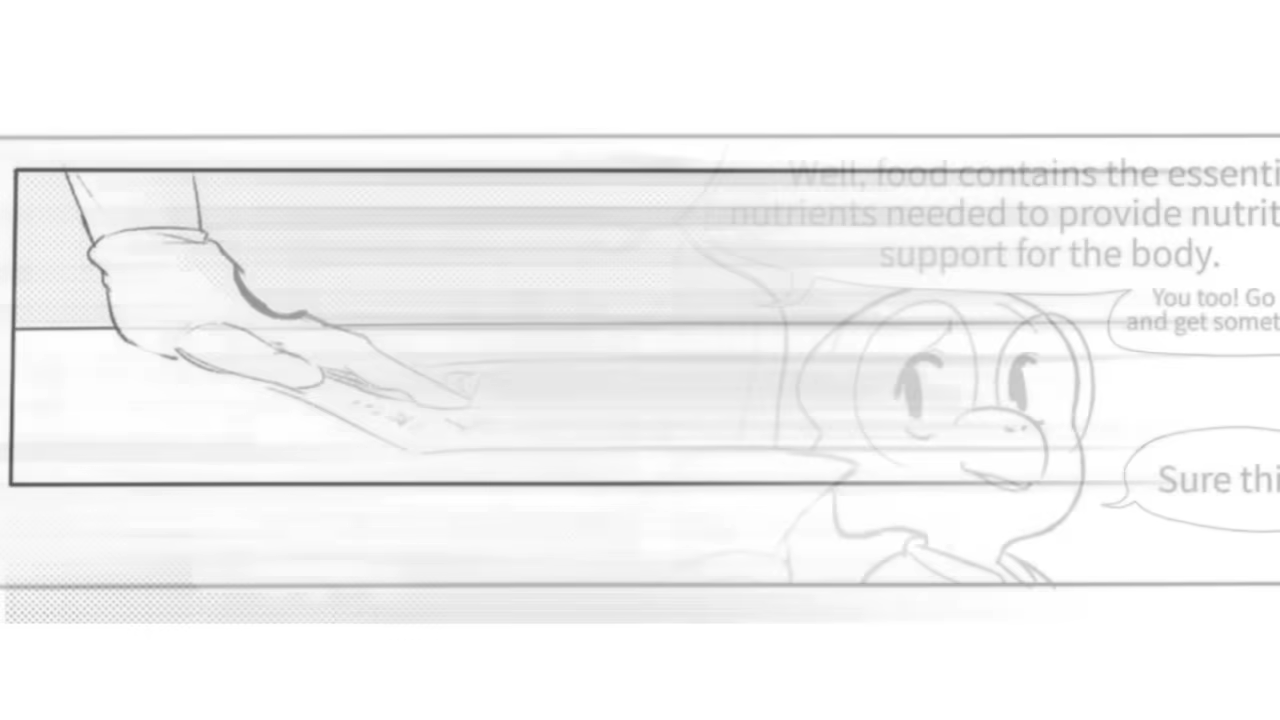 Well, food contains the essenti
nutrients needed to provide nutrit
support for the body.
You too! Go
and get somet
Sure thi